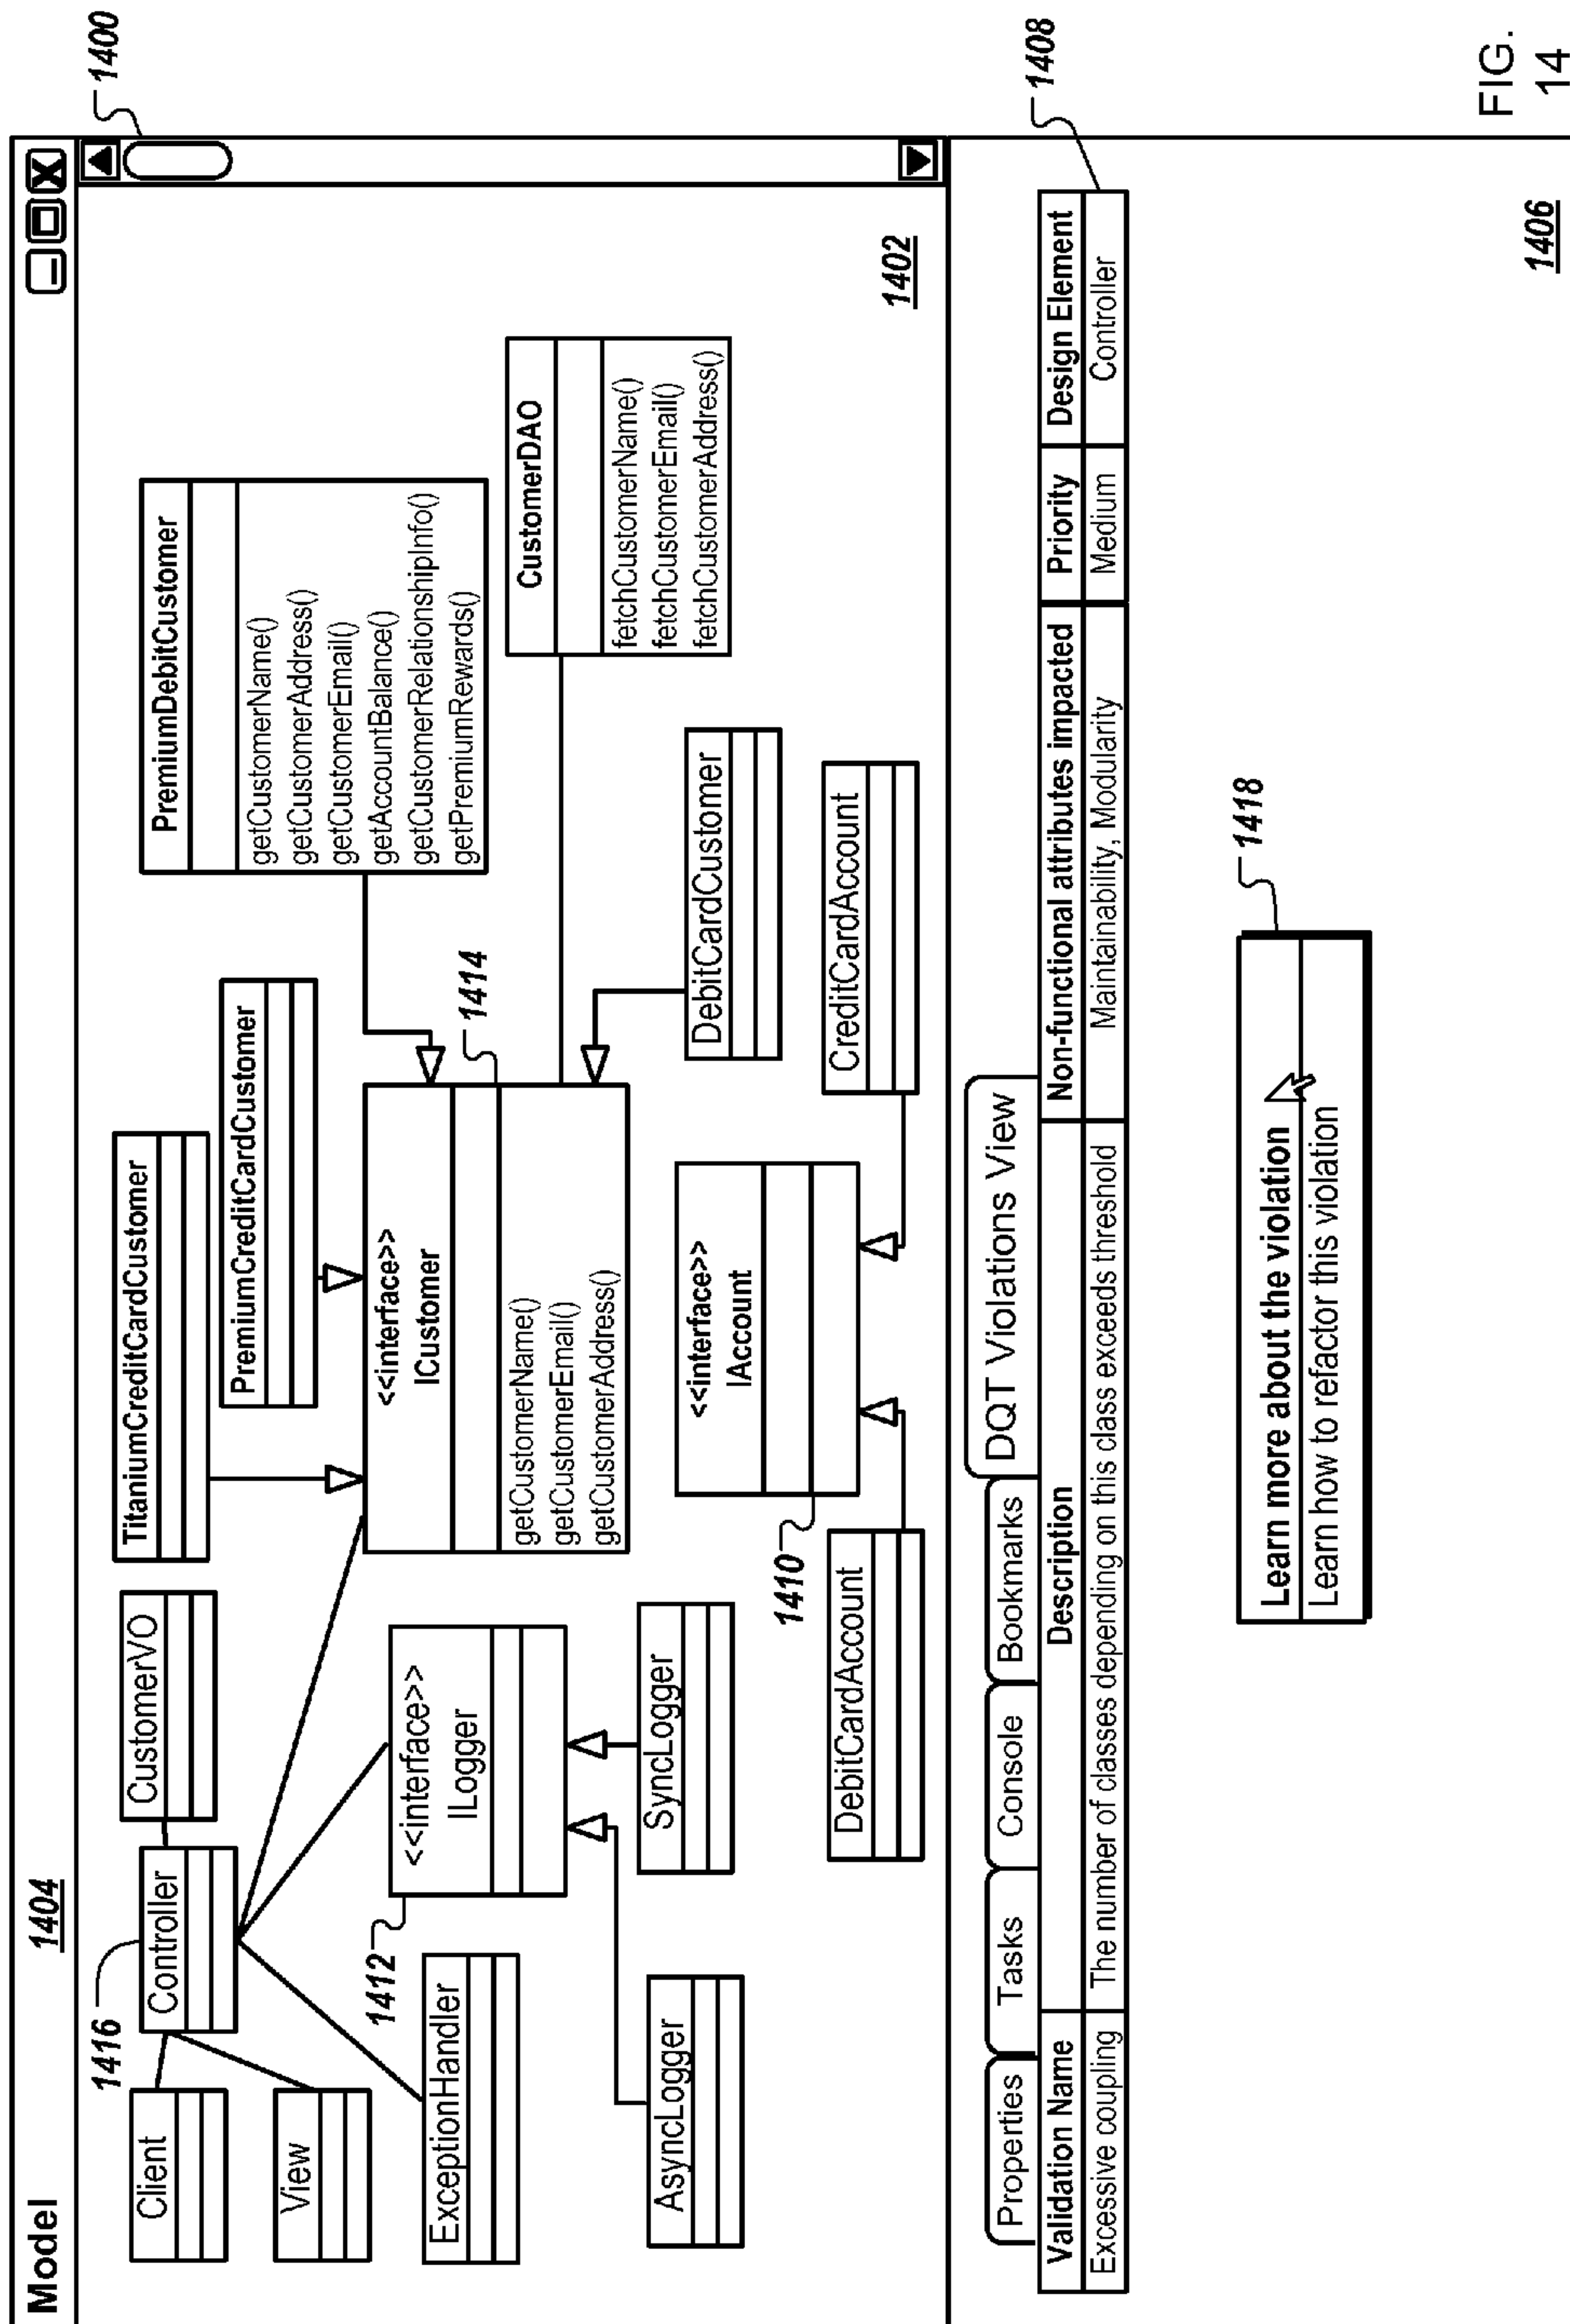 Model
1404
1400
Client
View
1416
Controller
CustomerVO
TitaniumCreditCardCustomer
PremiumCreditCardCustomer
PremiumDebitCustomer
getCustomerName()
getCustomerAddress()
getCustomerEmail()
getAccountBalance()
getCustomerRelationshipInfo()
getPremiumRewards()
ExceptionHandler
1412
<<interface>>
ILogger
<<interface>>
ICustomer
getCustomerName()
getCustomerEmail()
getCustomerAddress()
1414
CustomerDAO
fetchCustomerName()
fetchCustomerEmail()
fetchCustomerAddress()
AsyncLogger
SyncLogger
1410
<<interface>>
IAccount
DebitCardCustomer
DebitCardAccount
CreditCardAccount
1402
Properties
Tasks
Console
Bookmarks
DQT Violations View
1408
Validation Name Description Non-functional attributes impacted Priority Design Element
Excessive coupling The number of classes depending on this class exceeds threshold Maintainability, Modularity Medium Controller
1418
Learn more about the violation
Learn how to refactor this violation
1406
FIG.
14